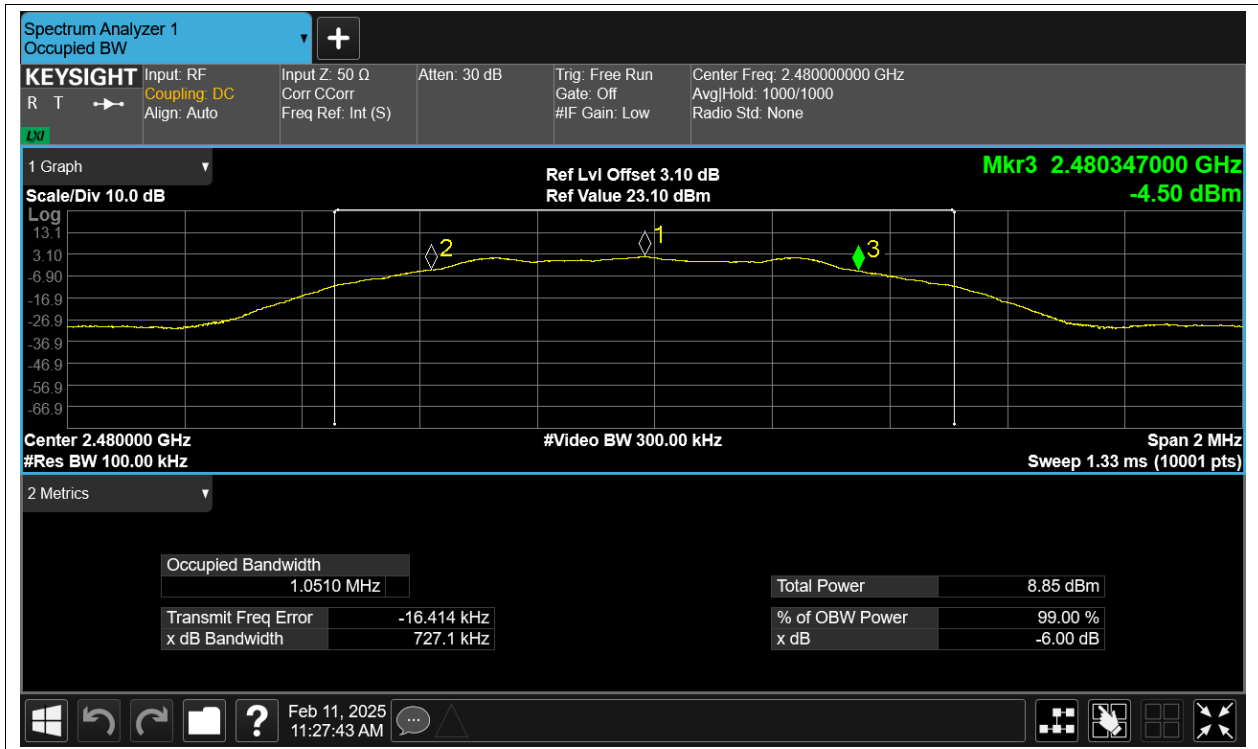 Spectrum Analyzer 1
Occupied BW
KEYSIGHT
R T
LXI
Input: RF
Coupling: DC
Align: Auto
Input Z: 50 Ω
Corr CCorr
Freq Ref: Int (S)
Atten: 30 dB
Trig: Free Run
Gate: Off
#IF Gain: Low
Center Freq: 2.480000000 GHz
Avg|Hold: 1000/1000
Radio Std: None
1 Graph
Ref Lvl Offset 3.10 dB
Mkr3 2.480347000 GHz
Scale/Div 10.0 dB
Ref Value 23.10 dBm
-4.50 dBm
Log
13.1
3.10
-6.90
-16.9
-26.9
-36.9
-46.9
-56.9
-66.9
2
1
3
Center 2.480000 GHz
#Video BW 300.00 kHz
Span 2 MHz
#Res BW 100.00 kHz
Sweep 1.33 ms (10001 pts)
2 Metrics
Occupied Bandwidth
1.0510 MHz
Total Power 8.85 dBm
Transmit Freq Error -16.414 kHz
% of OBW Power 99.00 %
x dB Bandwidth 727.1 kHz
x dB -6.00 dB
Feb 11, 2025
11:27:43 AM